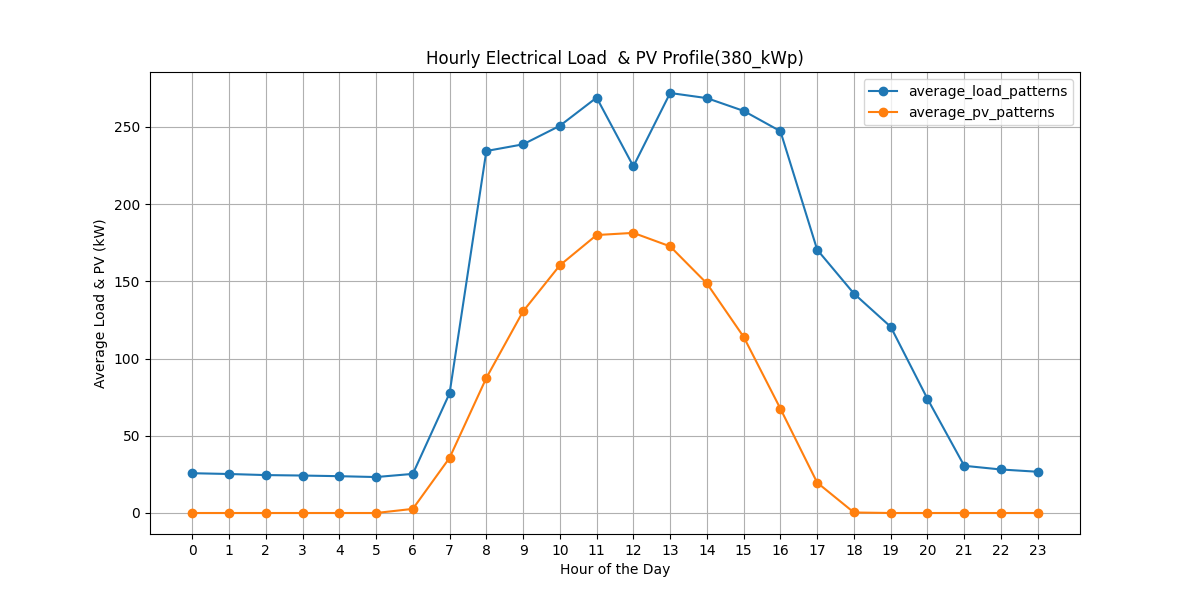 Hourly Electrical Load  & PV Profile(380_kWp)
average_load_patterns
average_pv_patterns
Average Load & PV (kW)
250
200
150
100
50
0
0 1 2 3 4 5 6 7 8 9 10 11 12 13 14 15 16 17 18 19 20 21 22 23
Hour of the Day